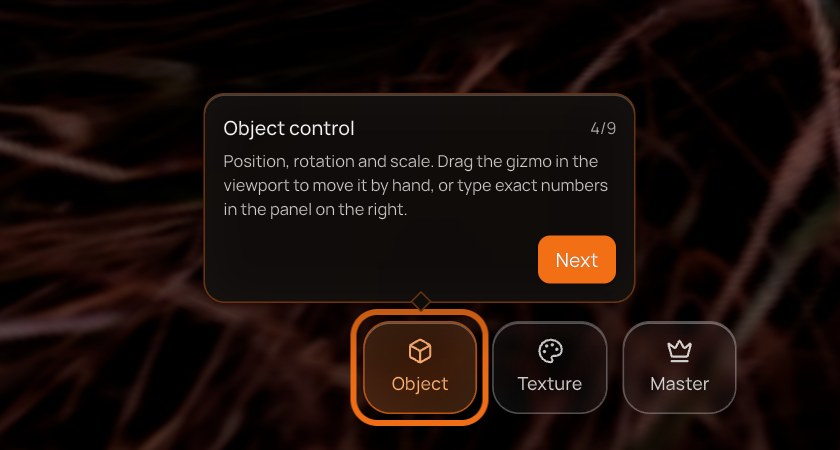 Object control
4/9
Position, rotation and scale. Drag the gizmo in the
viewport to move it by hand, or type exact numbers
in the panel on the right.
Next
Object
Texture
Master